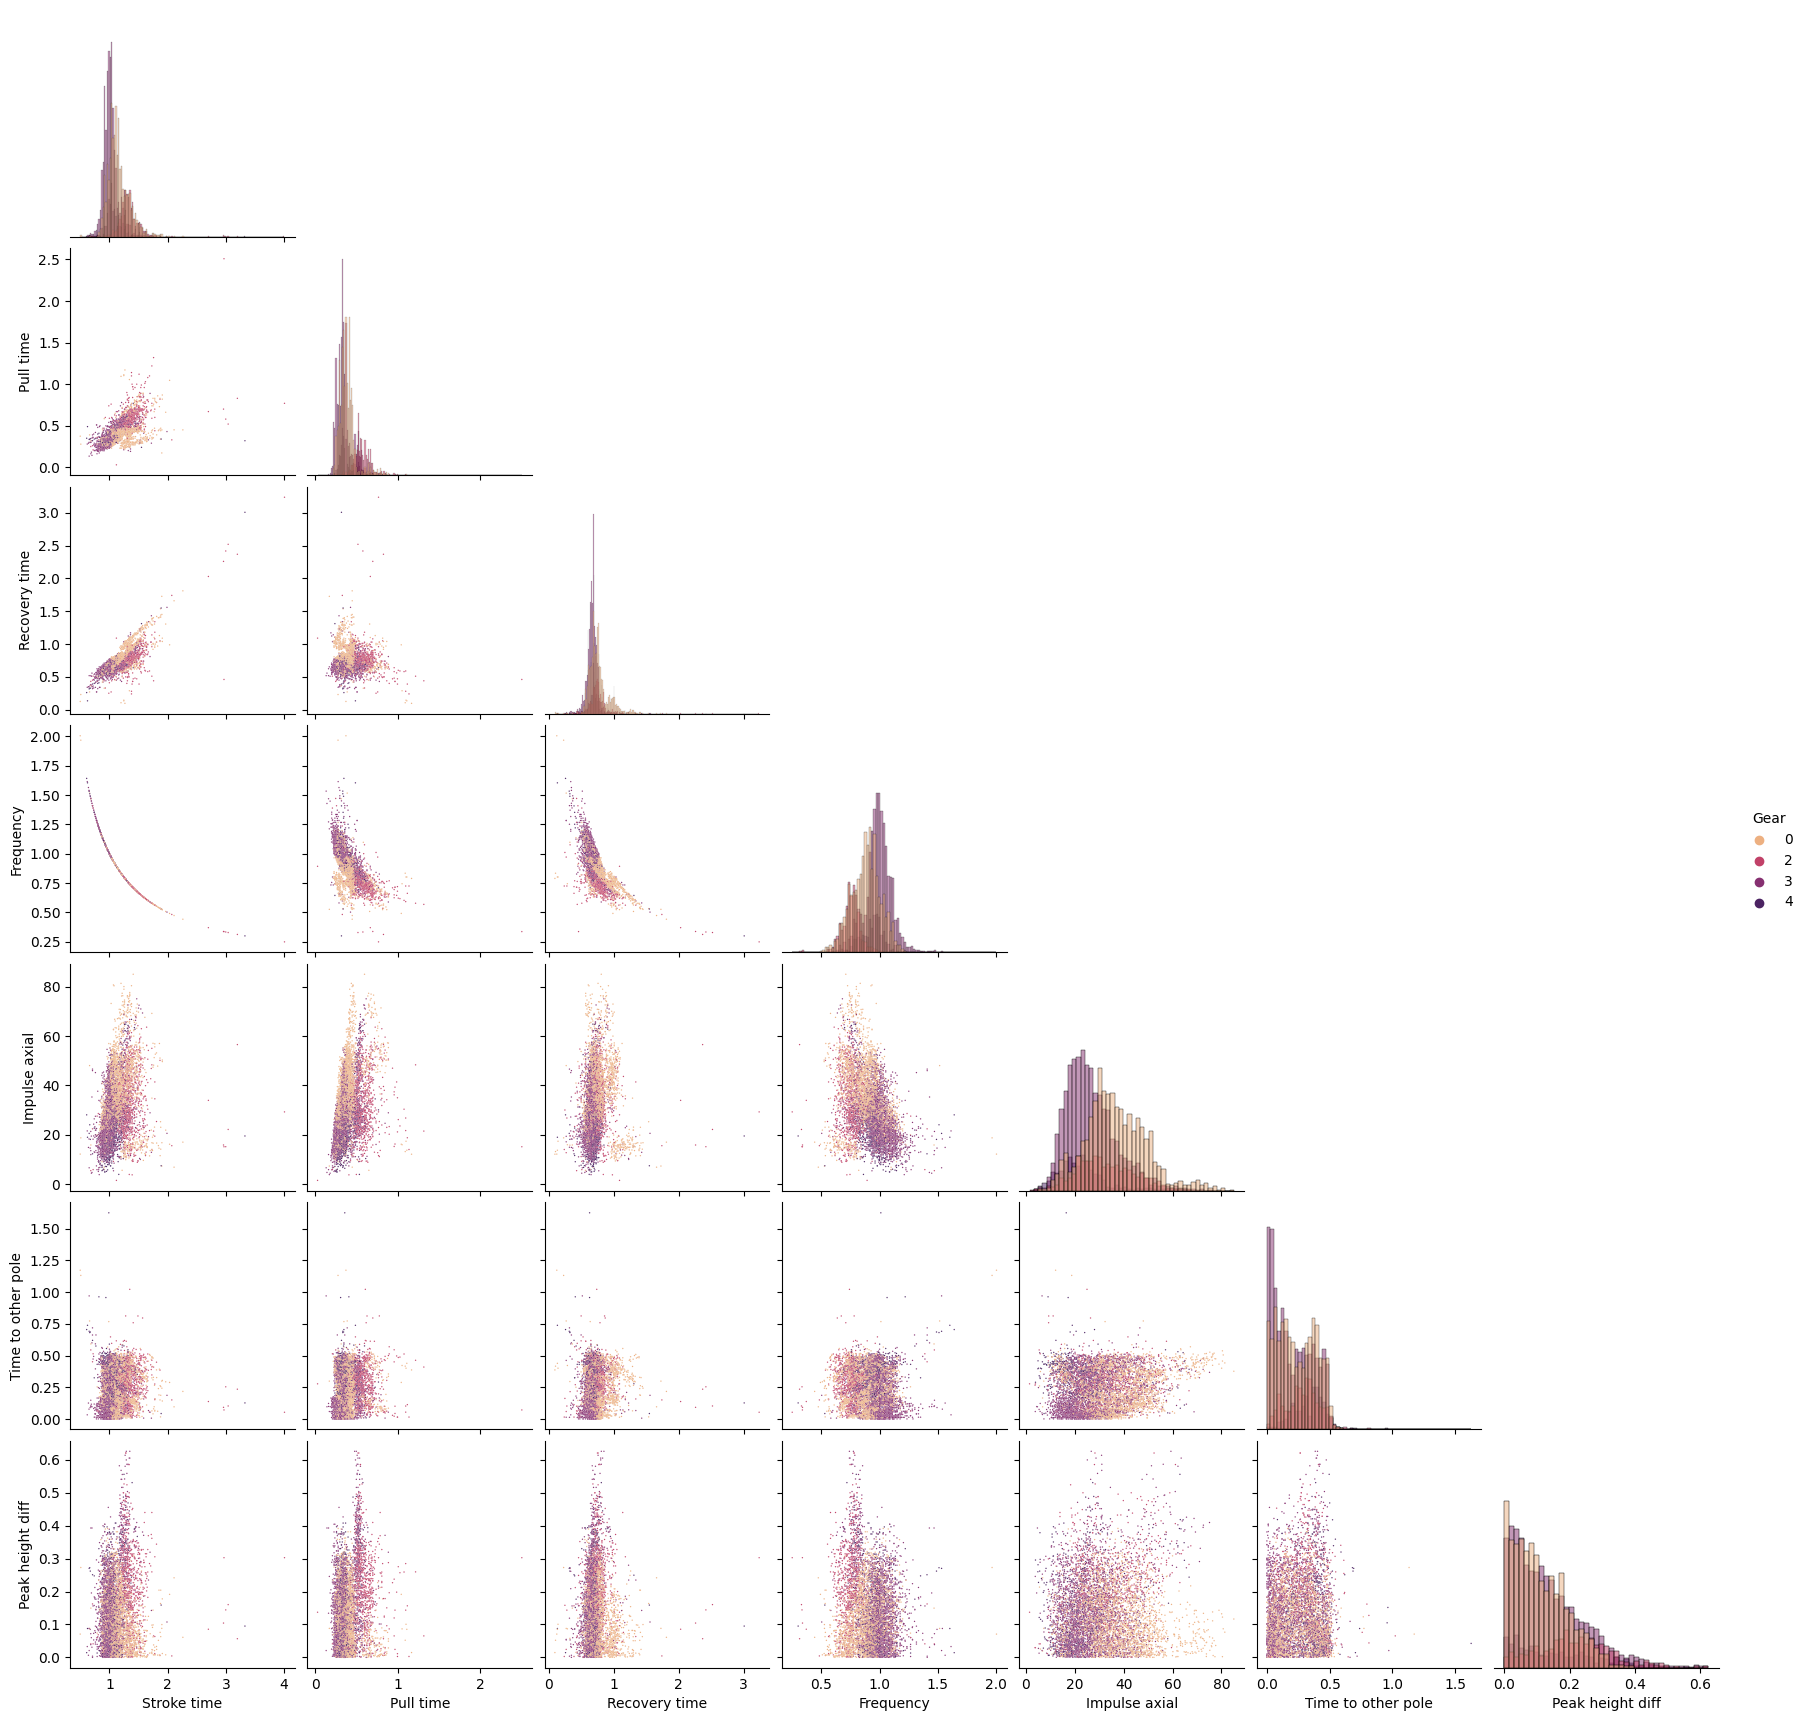 2.5
2.0
1.5
1.0
0.5
0.0
Pull time
3.0
2.5
2.0
1.5
1.0
0.5
0.0
Recovery time
2.00
1.75
1.50
1.25
1.00
0.75
0.50
0.25
Frequency
Gear
0
2
3
4
80
60
40
20
0
Impulse axial
1.50
1.25
1.00
0.75
0.50
0.25
0.00
Time to other pole
0.6
0.5
0.4
0.3
0.2
0.1
0.0
Peak height diff
1 2 3 4
0 1 2
0 1 2 3
0.5 1.0 1.5 2.0
0 20 40 60 80
0.0 0.5 1.0 1.5
0.0 0.2 0.4 0.6
Stroke time
Pull time
Recovery time
Frequency
Impulse axial
Time to other pole
Peak height diff